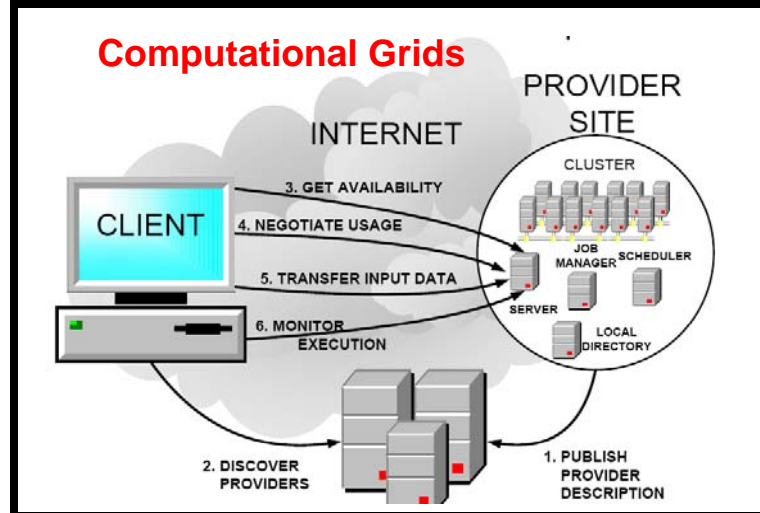 Computational Grids
PROVIDER
SITE
INTERNET
CLUSTER
CLIENT
3. GET AVAILABILITY
4. NEGOTIATE USAGE
5. TRANSFER INPUT DATA
6. MONITOR
EXECUTION
JOB
MANAGER
SCHEDULER
SERVER
LOCAL
DIRECTORY
2. DISCOVER
PROVIDERS
1. PUBLISH
PROVIDER
DESCRIPTION